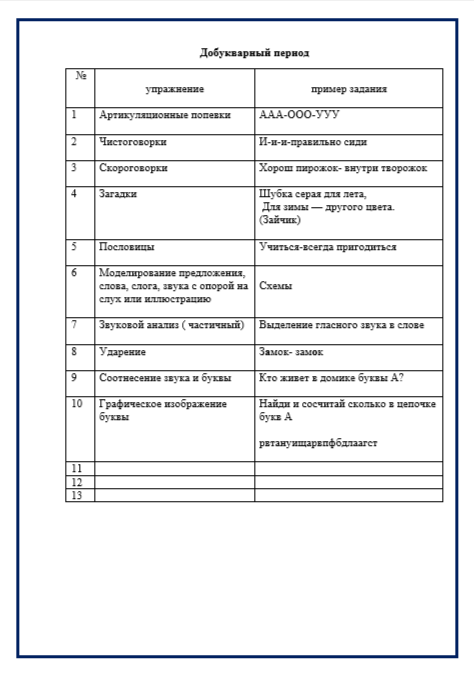 Добукварный период
№ упражнение пример задания
1 Артикуляционные попевки ААА-ООО-УУУ
2 Чистоговорки И-и-и-правильно сиди
3 Скороговорки Хорош пирожок- внутри творожок
4 Загадки Шубка серая для лета,
Для зимы — другого цвета.
(Зайчик)
5 Пословицы Учиться-всегда пригодиться
6 Моделирование предложения,
слова, слога, звука с опорой на
слух или иллюстрацию
Схемы
7 Звуковой анализ ( частичный) Выделение гласного звука в слове
8 Ударение Замок- замок
9 Соотнесение звука и буквы Кто живет в домике буквы А?
10 Графическое изображение
буквы
Найди и сосчитай сколько в цепочке
букв А
рвтануищарвпфбдлаагст
11
12
13